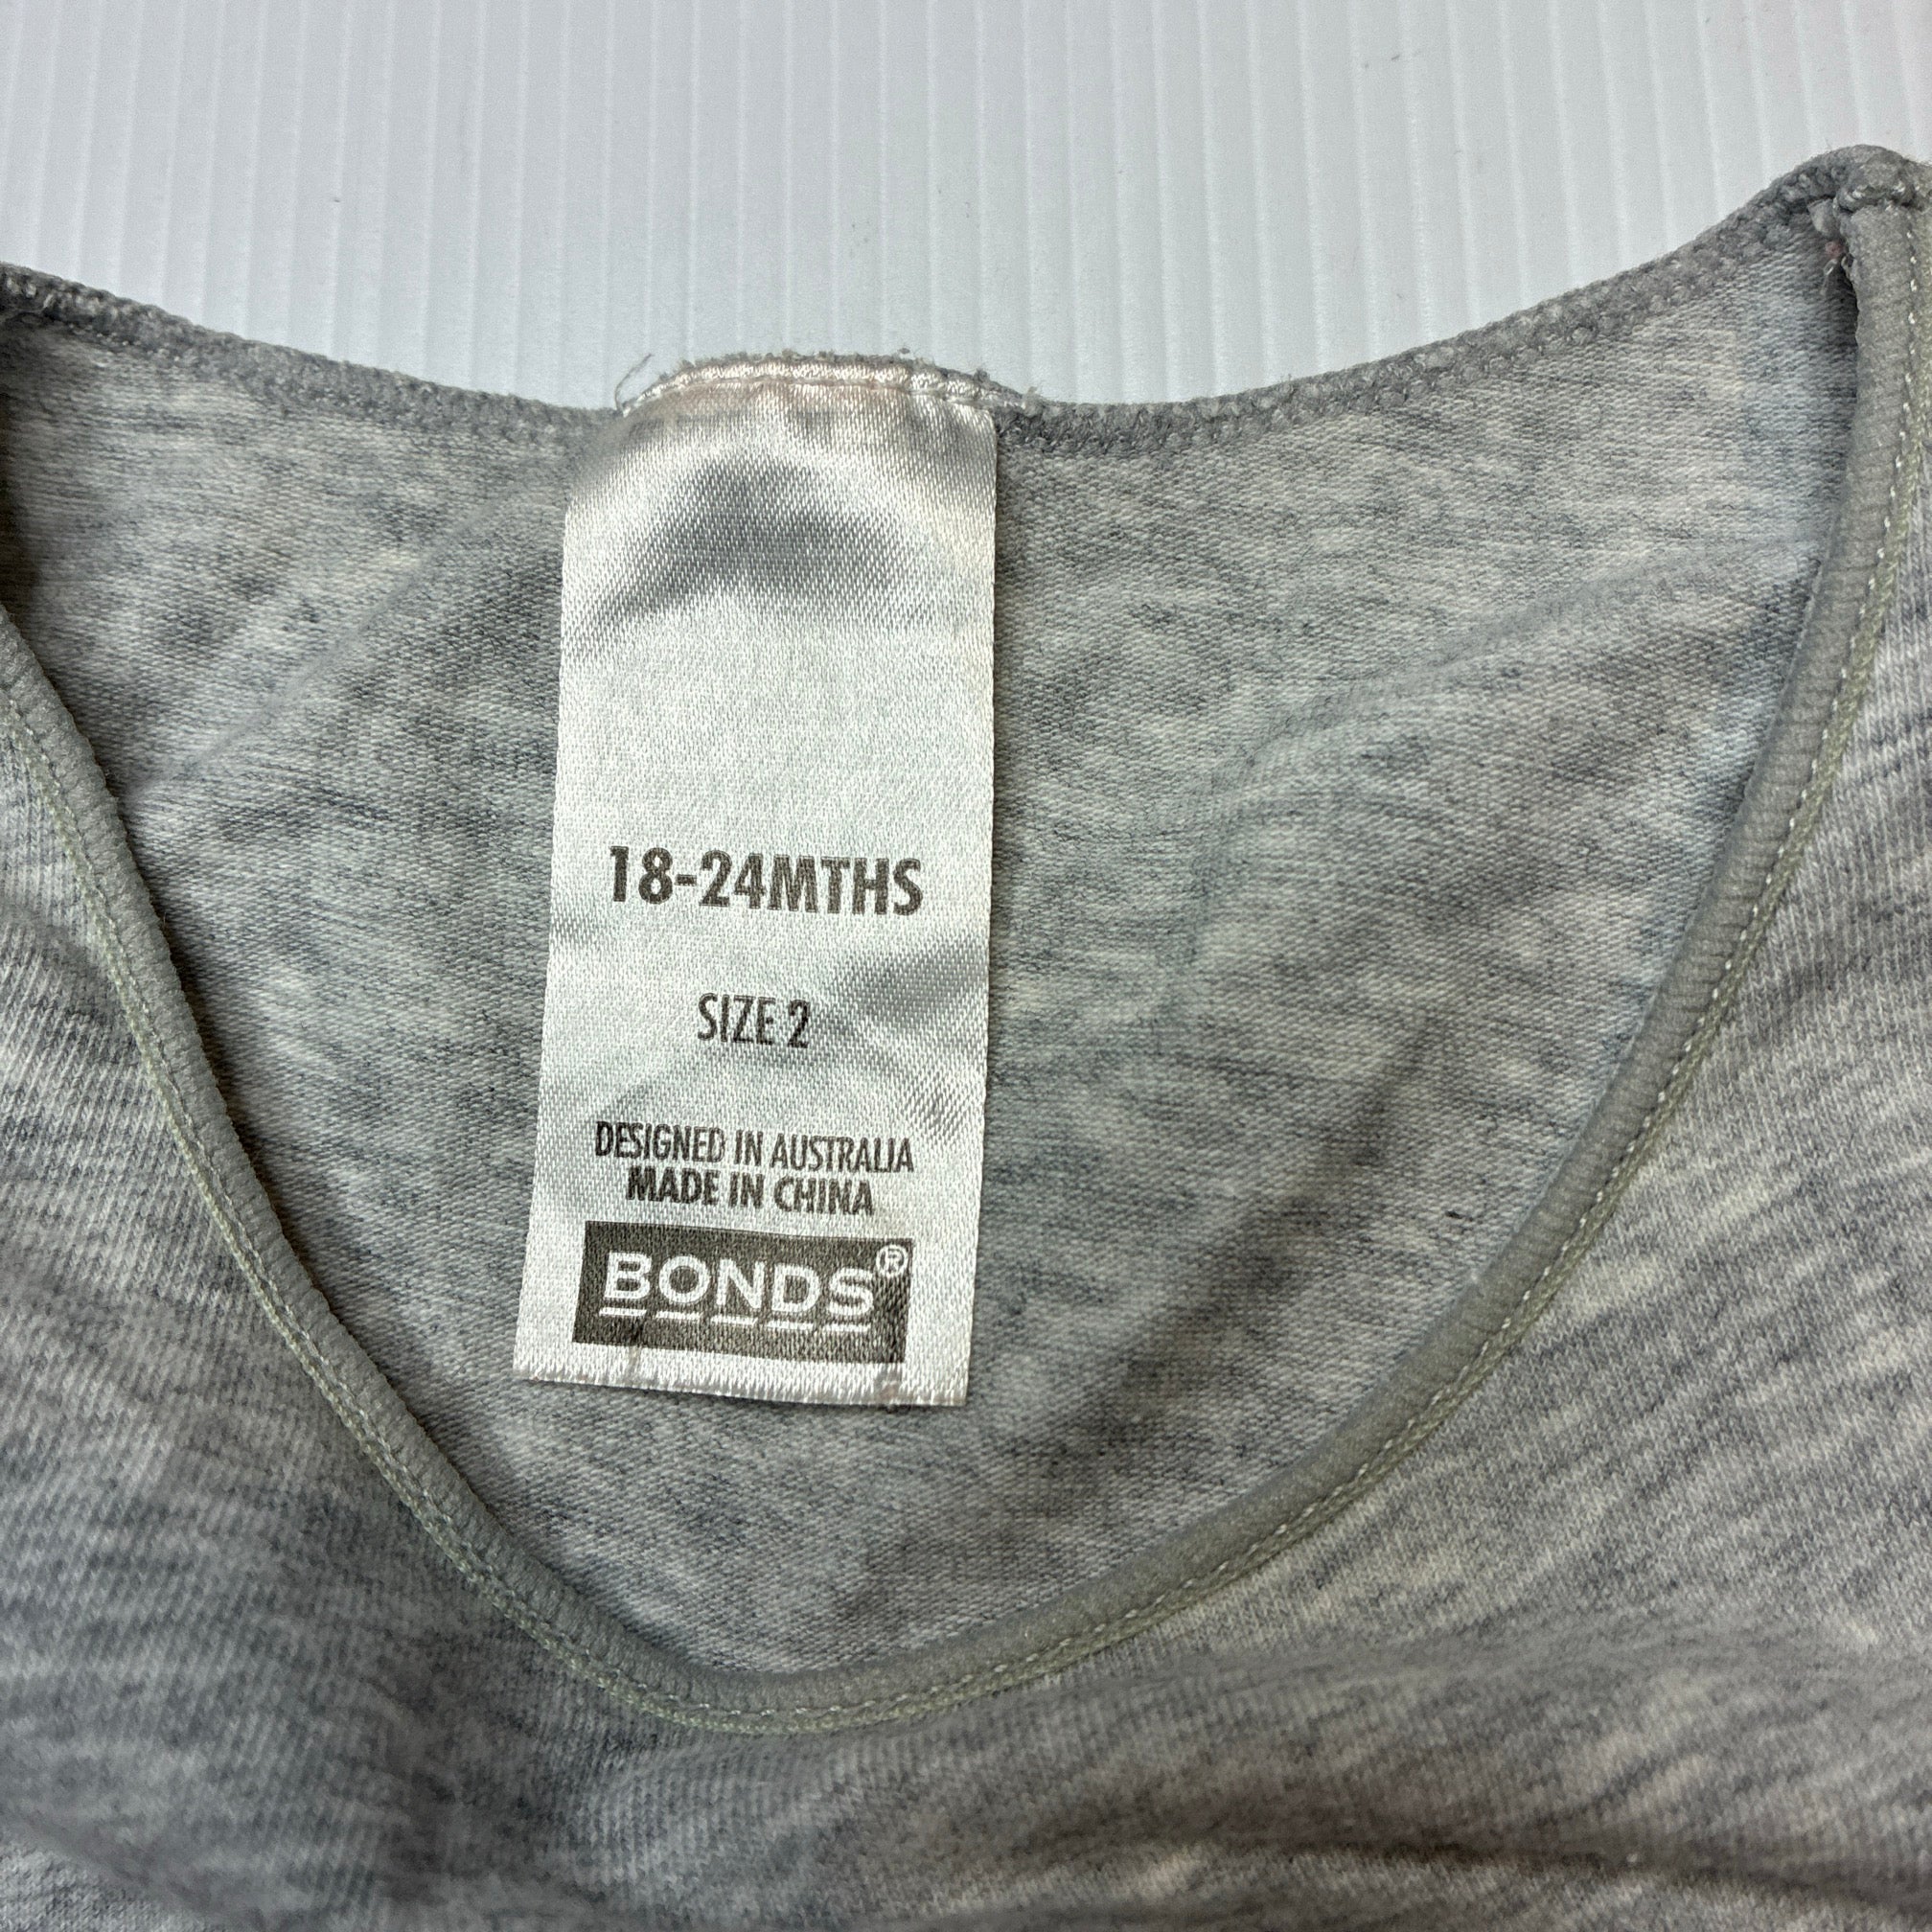 18-24MTHS
SIZE 2
DESIGNED IN AUSTRALIA
MADE IN CHINA
BONDS®